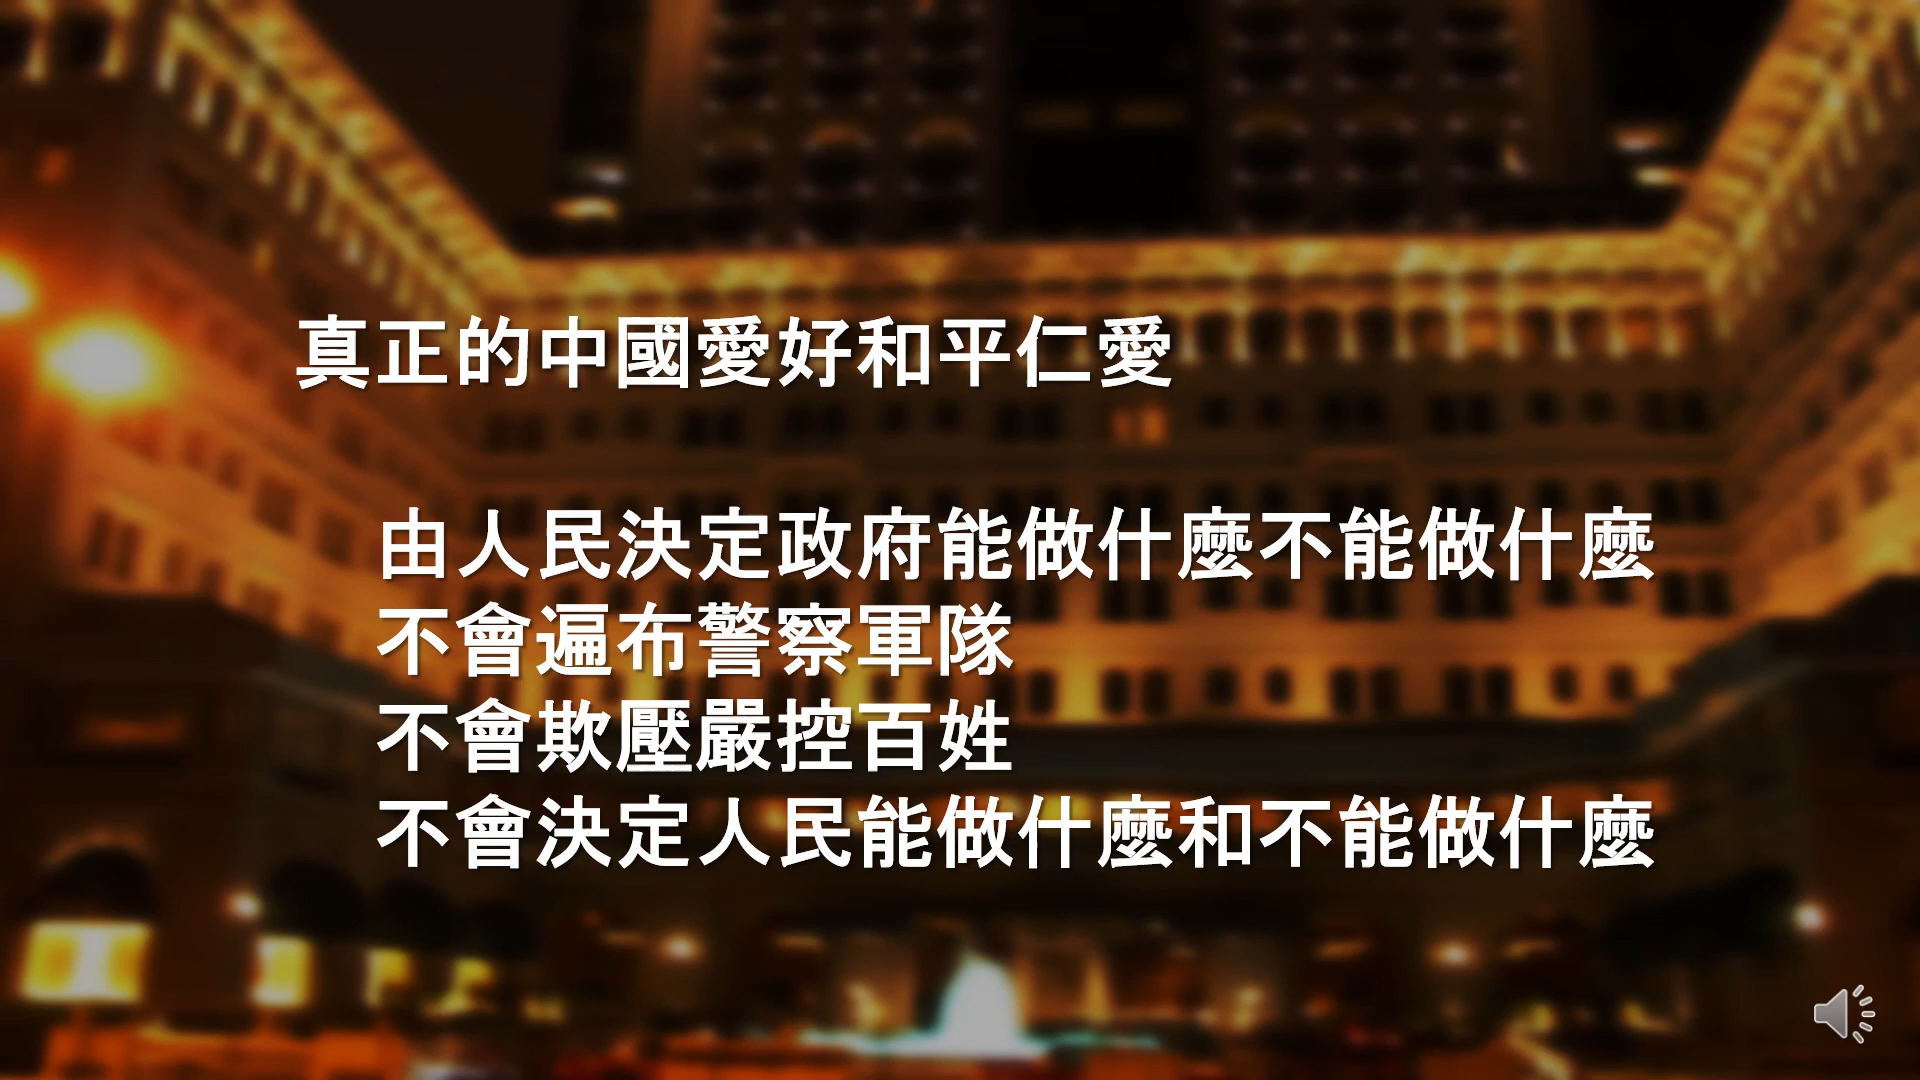 真正的中國愛好和平仁愛
由人民決定政府能做什麼不能做什麼
不會遍布警察軍隊
不會欺壓嚴控百姓
不會決定人民能做什麼和不能做什麼